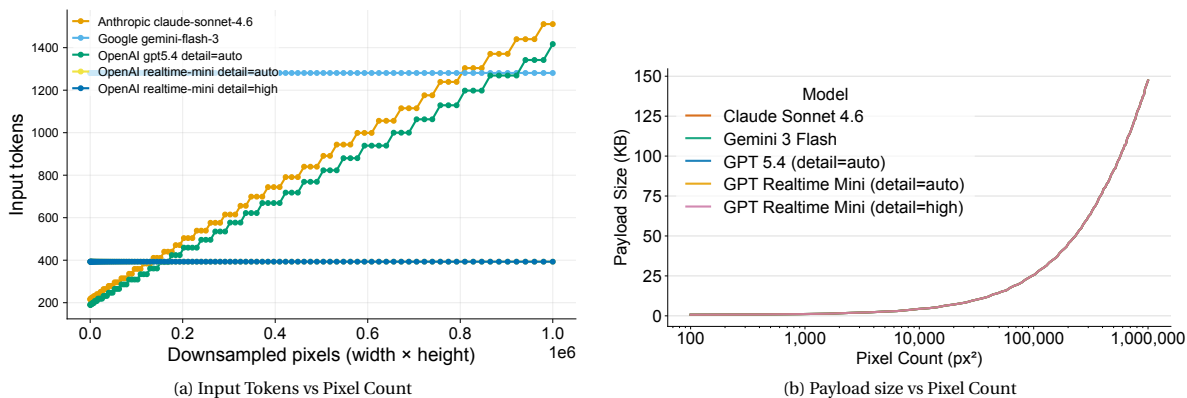 Anthropic claude-sonnet-4.6
Google gemini-flash-3
OpenAI gpt5.4 detail=auto
OpenAI realtime-mini detail=auto
OpenAI realtime-mini detail=high
1400
1200
1000
800
600
400
200
Input tokens
0.0 0.2 0.4 0.6 0.8 1.0
1e6
Downsampled pixels (width × height)
(a) Input Tokens vs Pixel Count
150
125
100
75
50
25
0
Payload Size (KB)
Model
Claude Sonnet 4.6
Gemini 3 Flash
GPT 5.4 (detail=auto)
GPT Realtime Mini (detail=auto)
GPT Realtime Mini (detail=high)
100 1,000 10,000 100,000 1,000,000
Pixel Count (px²)
(b) Payload size vs Pixel Count